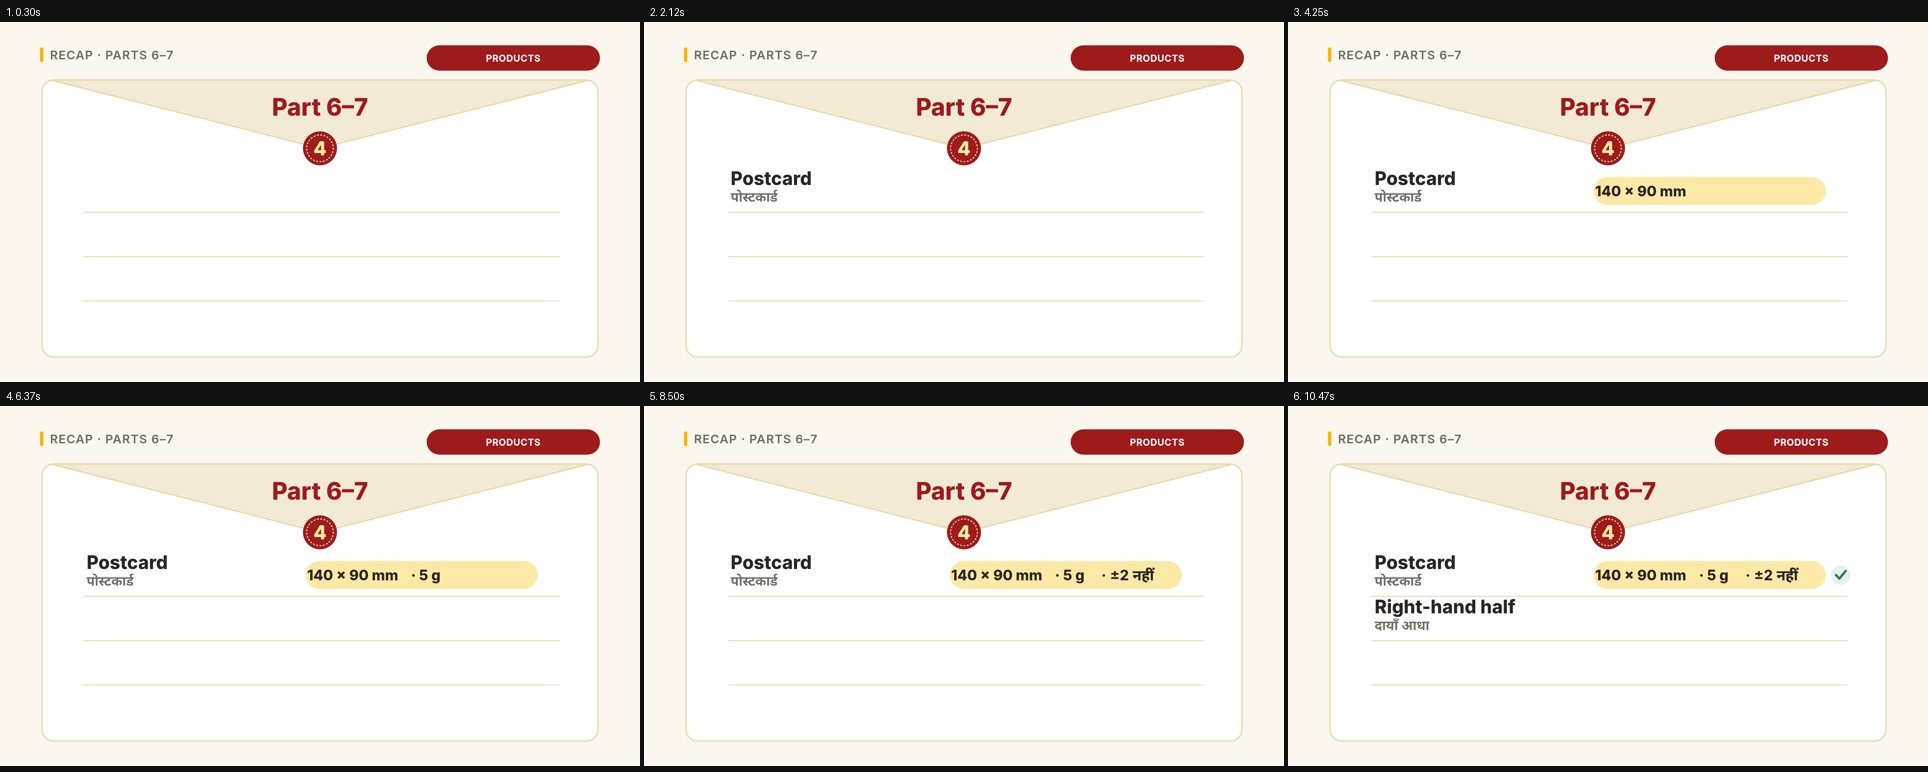 1. 0.30s
RECAP · PARTS 6–7
PRODUCTS
Part 6–7
4
2. 2.12s
RECAP · PARTS 6–7
PRODUCTS
Part 6–7
4
Postcard
पोस्टकार्ड
3. 4.25s
RECAP · PARTS 6–7
PRODUCTS
Part 6–7
4
Postcard
पोस्टकार्ड
140 × 90 mm
4. 6.37s
RECAP · PARTS 6–7
PRODUCTS
Part 6–7
4
Postcard
पोस्टकार्ड
140 × 90 mm · 5 g
5. 8.50s
RECAP · PARTS 6–7
PRODUCTS
Part 6–7
4
Postcard
पोस्टकार्ड
140 × 90 mm · 5 g · ±2 नहीं
6. 10.47s
RECAP · PARTS 6–7
PRODUCTS
Part 6–7
4
Postcard
पोस्टकार्ड
140 × 90 mm · 5 g · ±2 नहीं
Right-hand half
दायाँ आधा